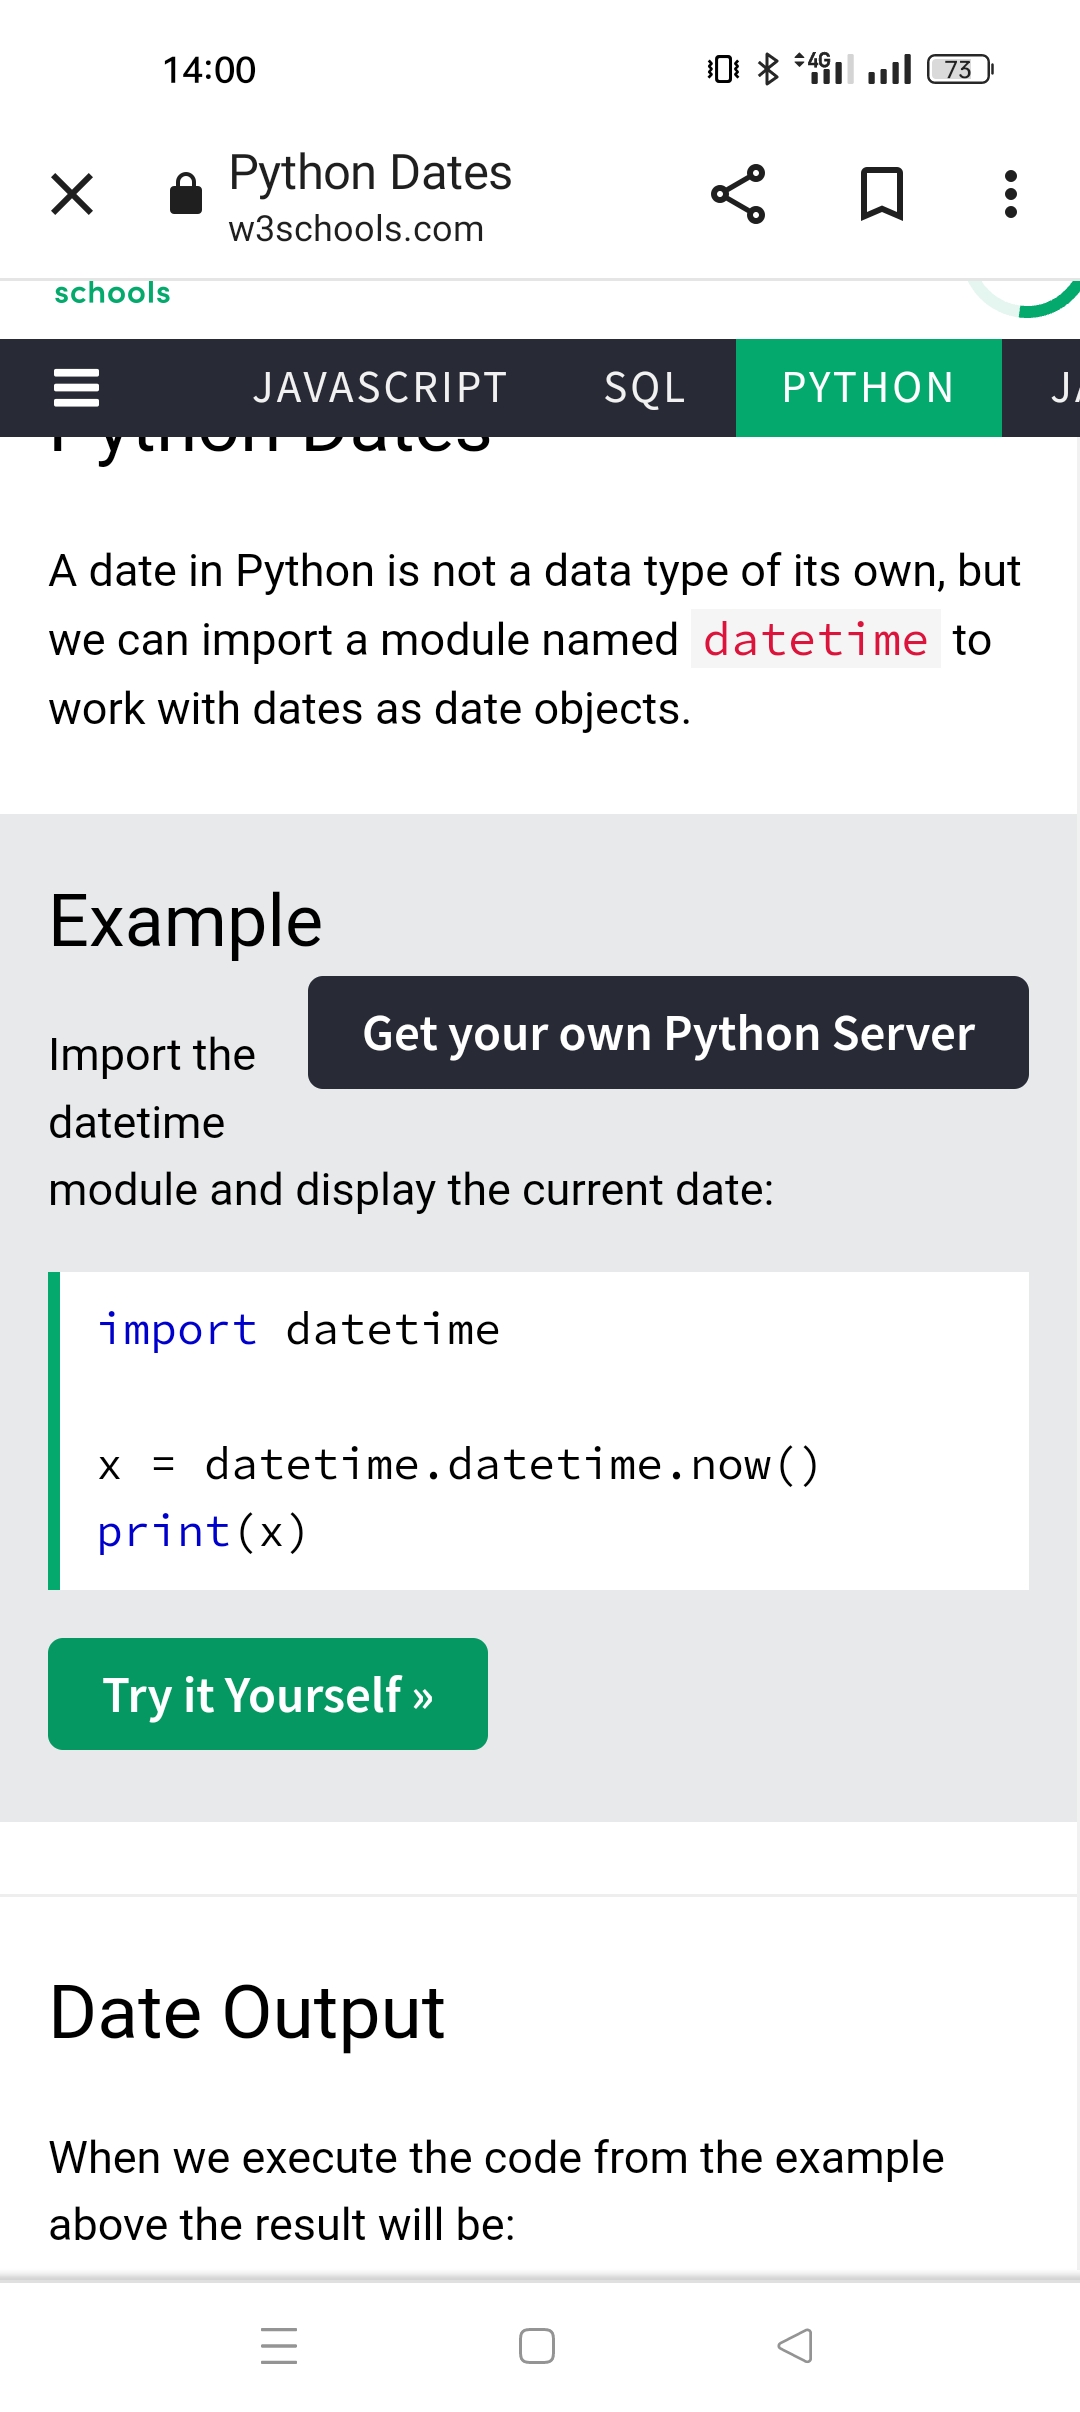 14:00
4G
73
Python Dates
w3schools.com
schools
JAVASCRIPT SQL PYTHON JA
Python Dates
A date in Python is not a data type of its own, but
we can import a module named datetime to
work with dates as date objects.
Example
Get your own Python Server
Import the
datetime
module and display the current date:
import datetime
x = datetime.datetime.now()
print(x)
Try it Yourself »
Date Output
When we execute the code from the example
above the result will be: